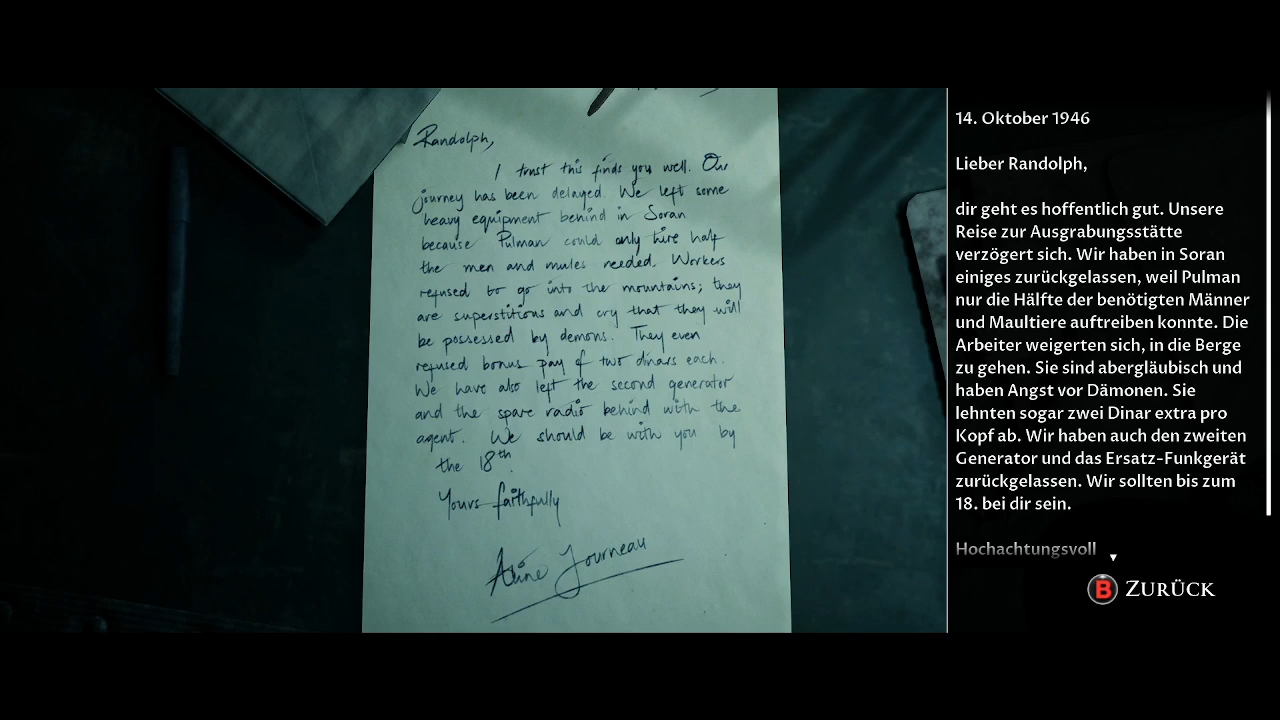 Randolph,
I trust this finds you well. Our
journey has been delayed. We left some
heavy equipment behind in Soran
because Pulman could only hire half
the men and mules needed. Workers
refused to go into the mountains; they
are superstitious and cry that they will
be possessed by demons. They even
refused bonus pay of two dinars each.
We have also left the second generator
and the spare radio behind with the
agent. We should be with you by
the 18th.
Yours faithfully
Journeau
14. Oktober 1946
Lieber Randolph,
dir geht es hoffentlich gut. Unsere
Reise zur Ausgrabungsstätte
verzögert sich. Wir haben in Soran
einiges zurückgelassen, weil Pulman
nur die Hälfte der benötigten Männer
und Maultiere auftreiben konnte. Die
Arbeiter weigerten sich, in die Berge
zu gehen. Sie sind abergläubisch und
haben Angst vor Dämonen. Sie
lehnten sogar zwei Dinar extra pro
Kopf ab. Wir haben auch den zweiten
Generator und das Ersatz-Funkgerät
zurückgelassen. Wir sollten bis zum
18. bei dir sein.
Hochachtungsvoll
B ZURÜCK